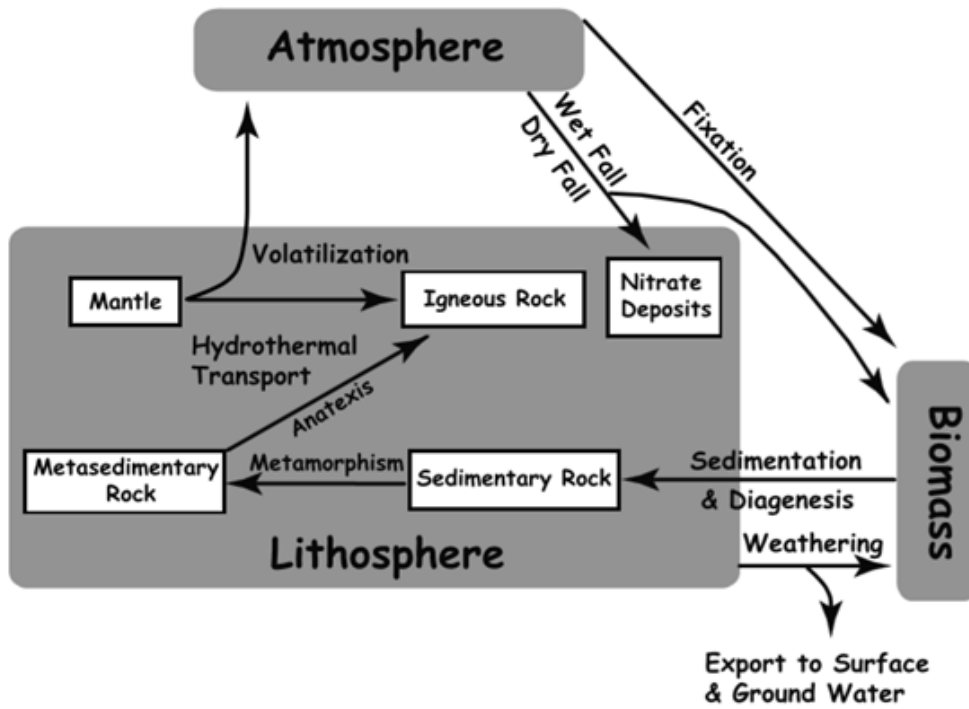 Atmosphere
Fixation
Wet Fall
Dry Fall
Volatilization
Mantle
Igneous Rock
Nitrate
Deposits
Hydrothermal
Transport
Anatexis
Biomass
Metasedimentary
Rock
Metamorphism
Sedimentary Rock
Sedimentation
& Diagenesis
Lithosphere
Weathering
Export to Surface
& Ground Water